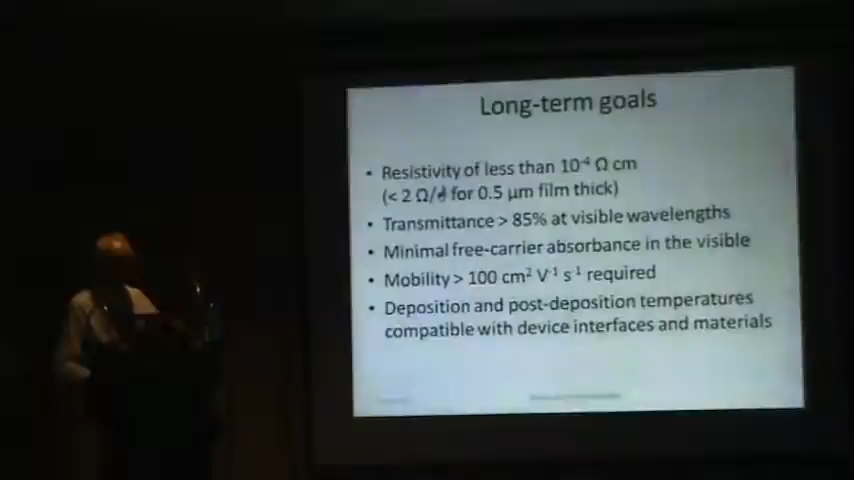 Long-term goals
• Resistivity of less than 10⁻⁴ Ω cm
(< 2 Ω/ for 0.5 μm film thick)
• Transmittance > 85% at visible wavelengths
• Minimal free-carrier absorbance in the visible
• Mobility > 100 cm² V⁻¹ s⁻¹ required
• Deposition and post-deposition temperatures
compatible with device interfaces and materials